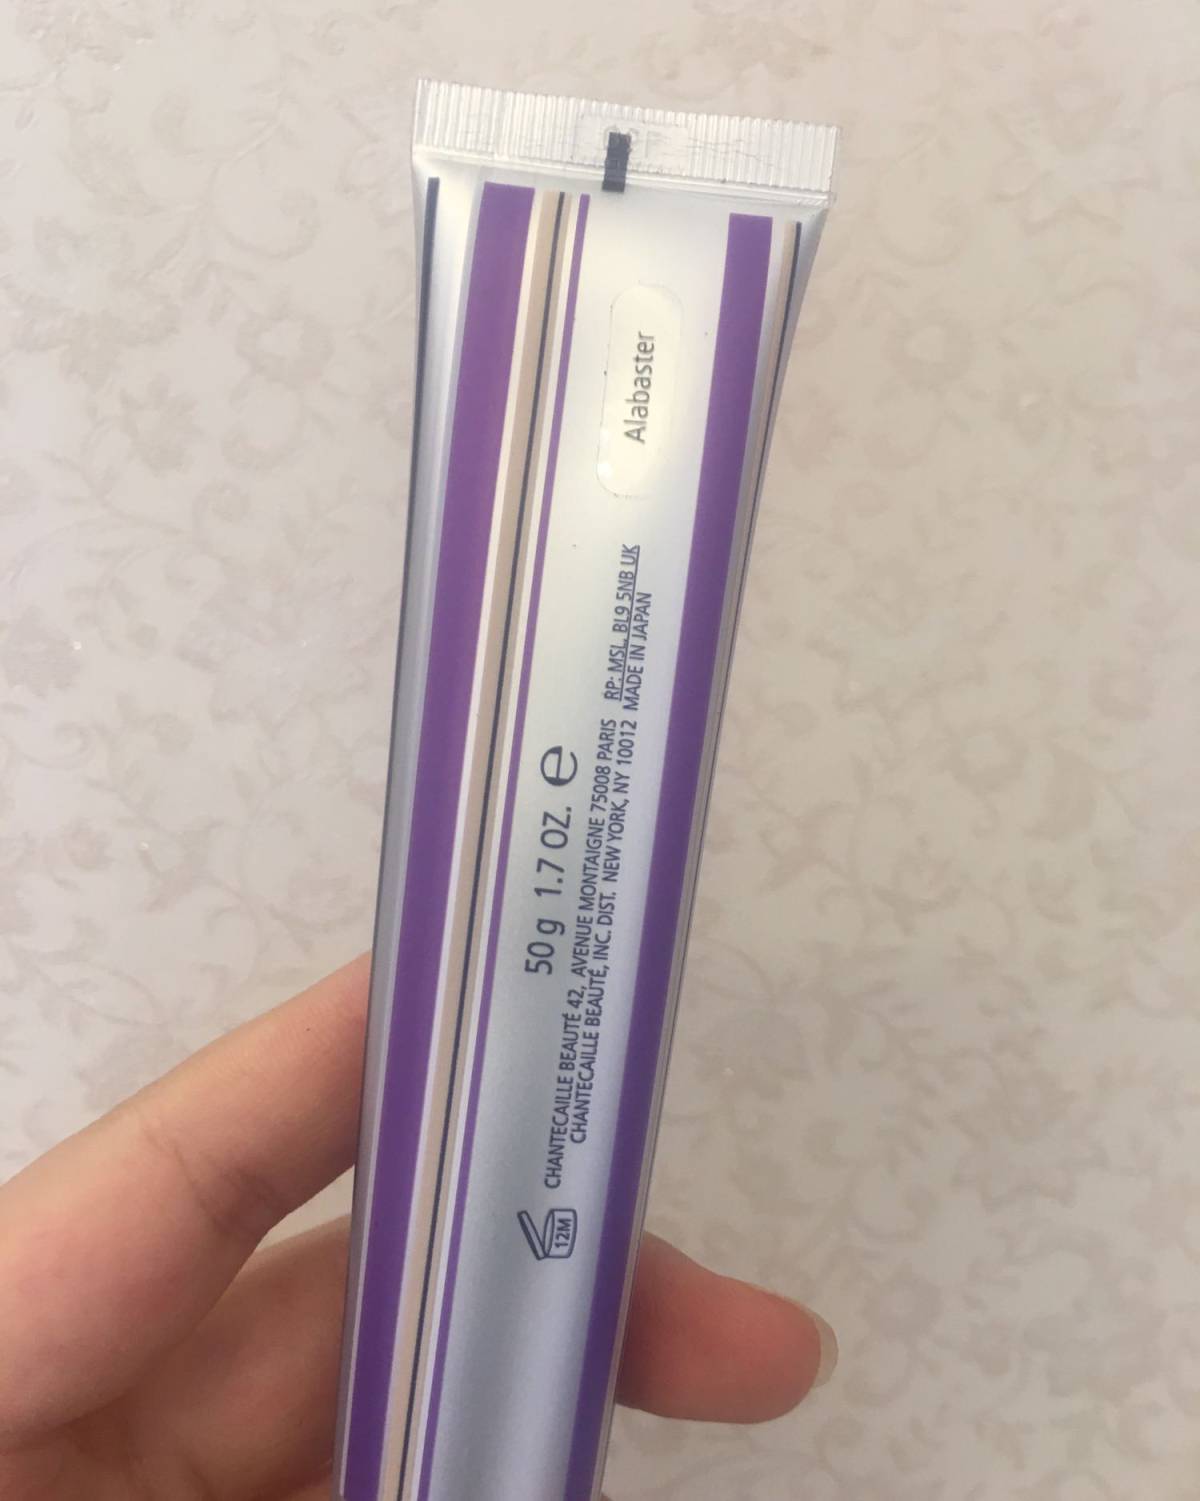 Alabaster
50 g 1.7 OZ. e
CHANTECAILLE BEAUTÉ 42, AVENUE MONTAIGNE 75008 PARIS RP: MSL, BL9 5NB UK
CHANTECAILLE BEAUTÉ, INC. DIST. NEW YORK, NY 10012 MADE IN JAPAN
12M